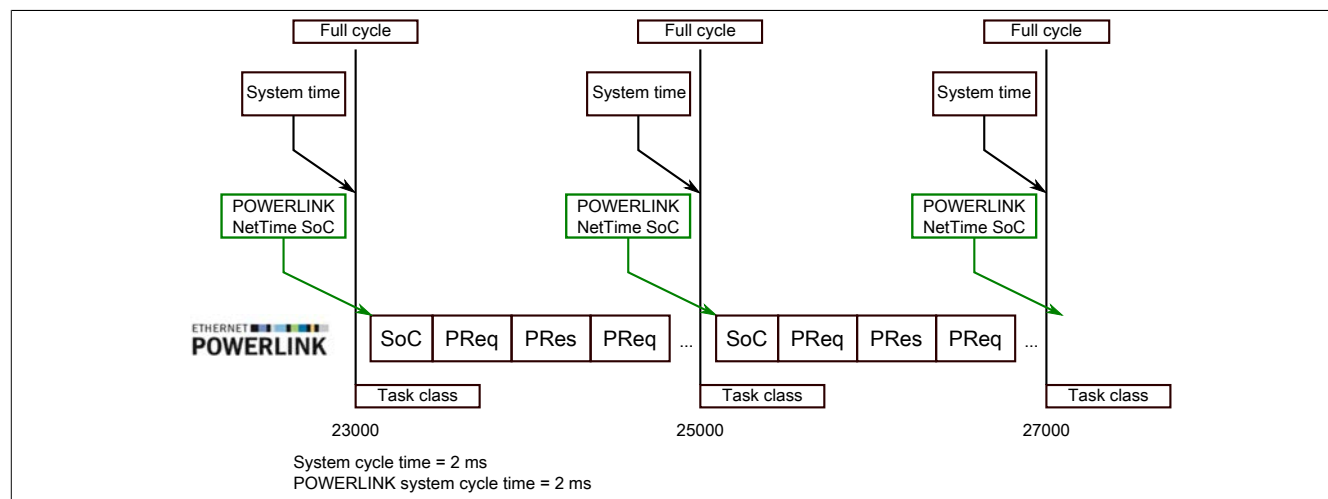 Full cycle
Full cycle
Full cycle
System time
System time
System time
POWERLINK
NetTime SoC
POWERLINK
NetTime SoC
POWERLINK
NetTime SoC
ETHERNET
POWERLINK
SoC PReq PRes PReq ... SoC PReq PRes PReq ...
Task class
Task class
Task class
23000
25000
27000
System cycle time = 2 ms
POWERLINK system cycle time = 2 ms